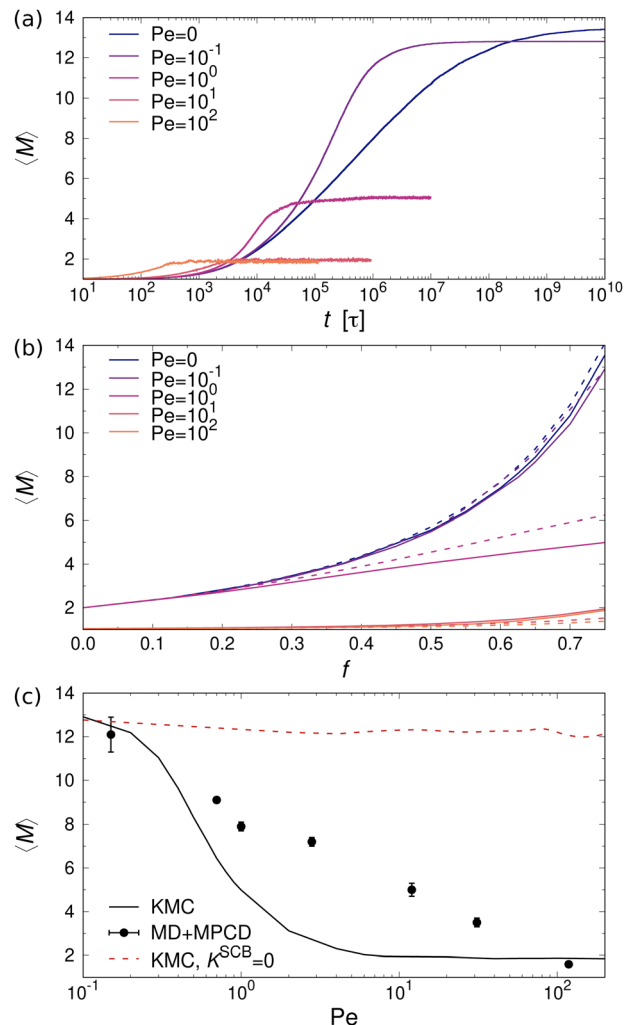 (a)
14
12
10
8
6
4
2
⟨M⟩
Pe=0
Pe=10⁻¹
Pe=10⁰
Pe=10¹
Pe=10²
10¹ 10² 10³ 10⁴ 10⁵ 10⁶ 10⁷ 10⁸ 10⁹ 10¹⁰
t [τ]
(b)
14
12
10
8
6
4
2
⟨M⟩
Pe=0
Pe=10⁻¹
Pe=10⁰
Pe=10¹
Pe=10²
0.0 0.1 0.2 0.3 0.4 0.5 0.6 0.7
f
(c)
14
12
10
8
6
4
2
⟨M⟩
KMC
MD+MPCD
KMC, K^SCB=0
10⁻¹ 10⁰ 10¹ 10²
Pe